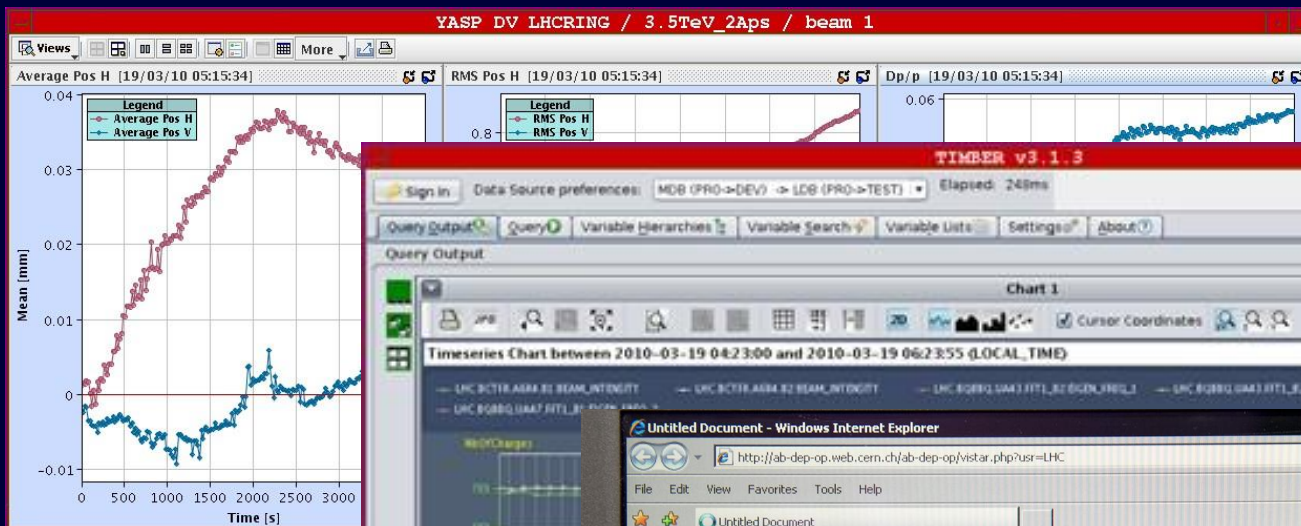 YASP DV LHCRING / 3.5TeV_2Aps / beam 1
Views More
Average Pos H [19/03/10 05:15:34]
0.04
0.03
0.02
0.01
0
-0.01
Mean [mm]
Legend
Average Pos H
Average Pos V
0 500 1000 1500 2000 2500 3000
Time [s]
RMS Pos H [19/03/10 05:15:34]
0.8
Legend
RMS Pos H
RMS Pos V
Dp/p [19/03/10 05:15:34]
0.06
TIMBER v3.1.3
Sign in Data Source preferences: MDB (PRO->DEV) -> LDB (PRO->TEST) Elapsed: 248ms
Query Output Query Variable Hierarchies Variable Search Variable Lists Settings About
Query Output
Chart 1
2D Cursor Coordinates
Timeseries Chart between 2010-03-19 04:23:00 and 2010-03-19 06:23:55 (LOCAL_TIME)
Untitled Document - Windows Internet Explorer
http://ab-dep-op.web.cern.ch/ab-dep-op/vistar.php?usr=LHC
File Edit View Favorites Tools Help
Untitled Document